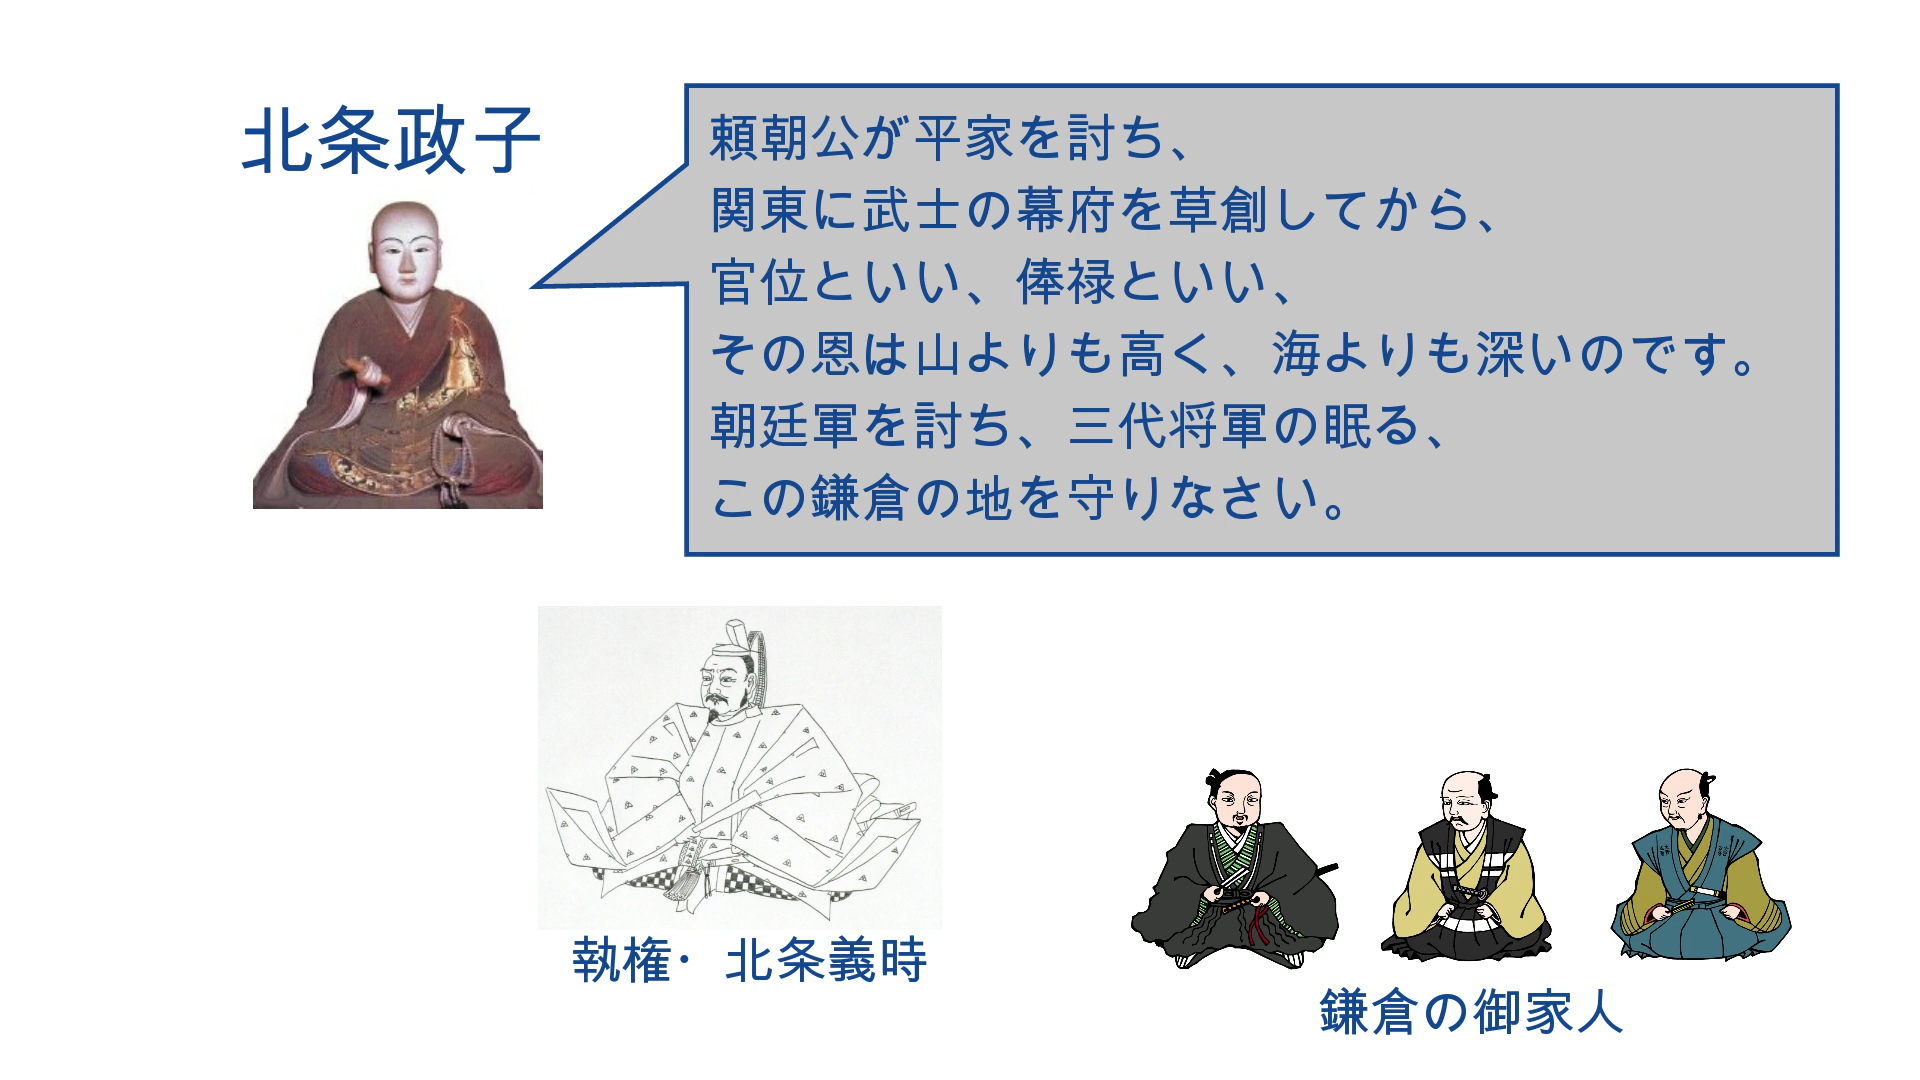 北条政子
頼朝公が平家を討ち、
関東に武士の幕府を草創してから、
官位といい、俸禄といい、
その恩は山よりも高く、海よりも深いのです。
朝廷軍を討ち、三代将軍の眠る、
この鎌倉の地を守りなさい。
執権・北条義時
鎌倉の御家人